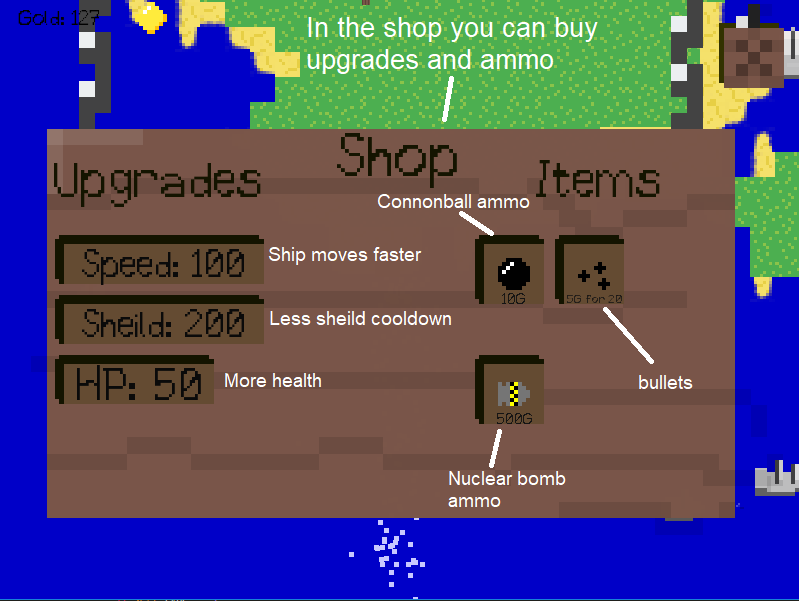 Gold: 127
In the shop you can buy
upgrades and ammo
Shop
Upgrades
Items
Connonball ammo
Speed: 100
Ship moves faster
10G
5G for 20
Sheild: 200
Less sheild cooldown
HP: 50
More health
bullets
500G
Nuclear bomb
ammo